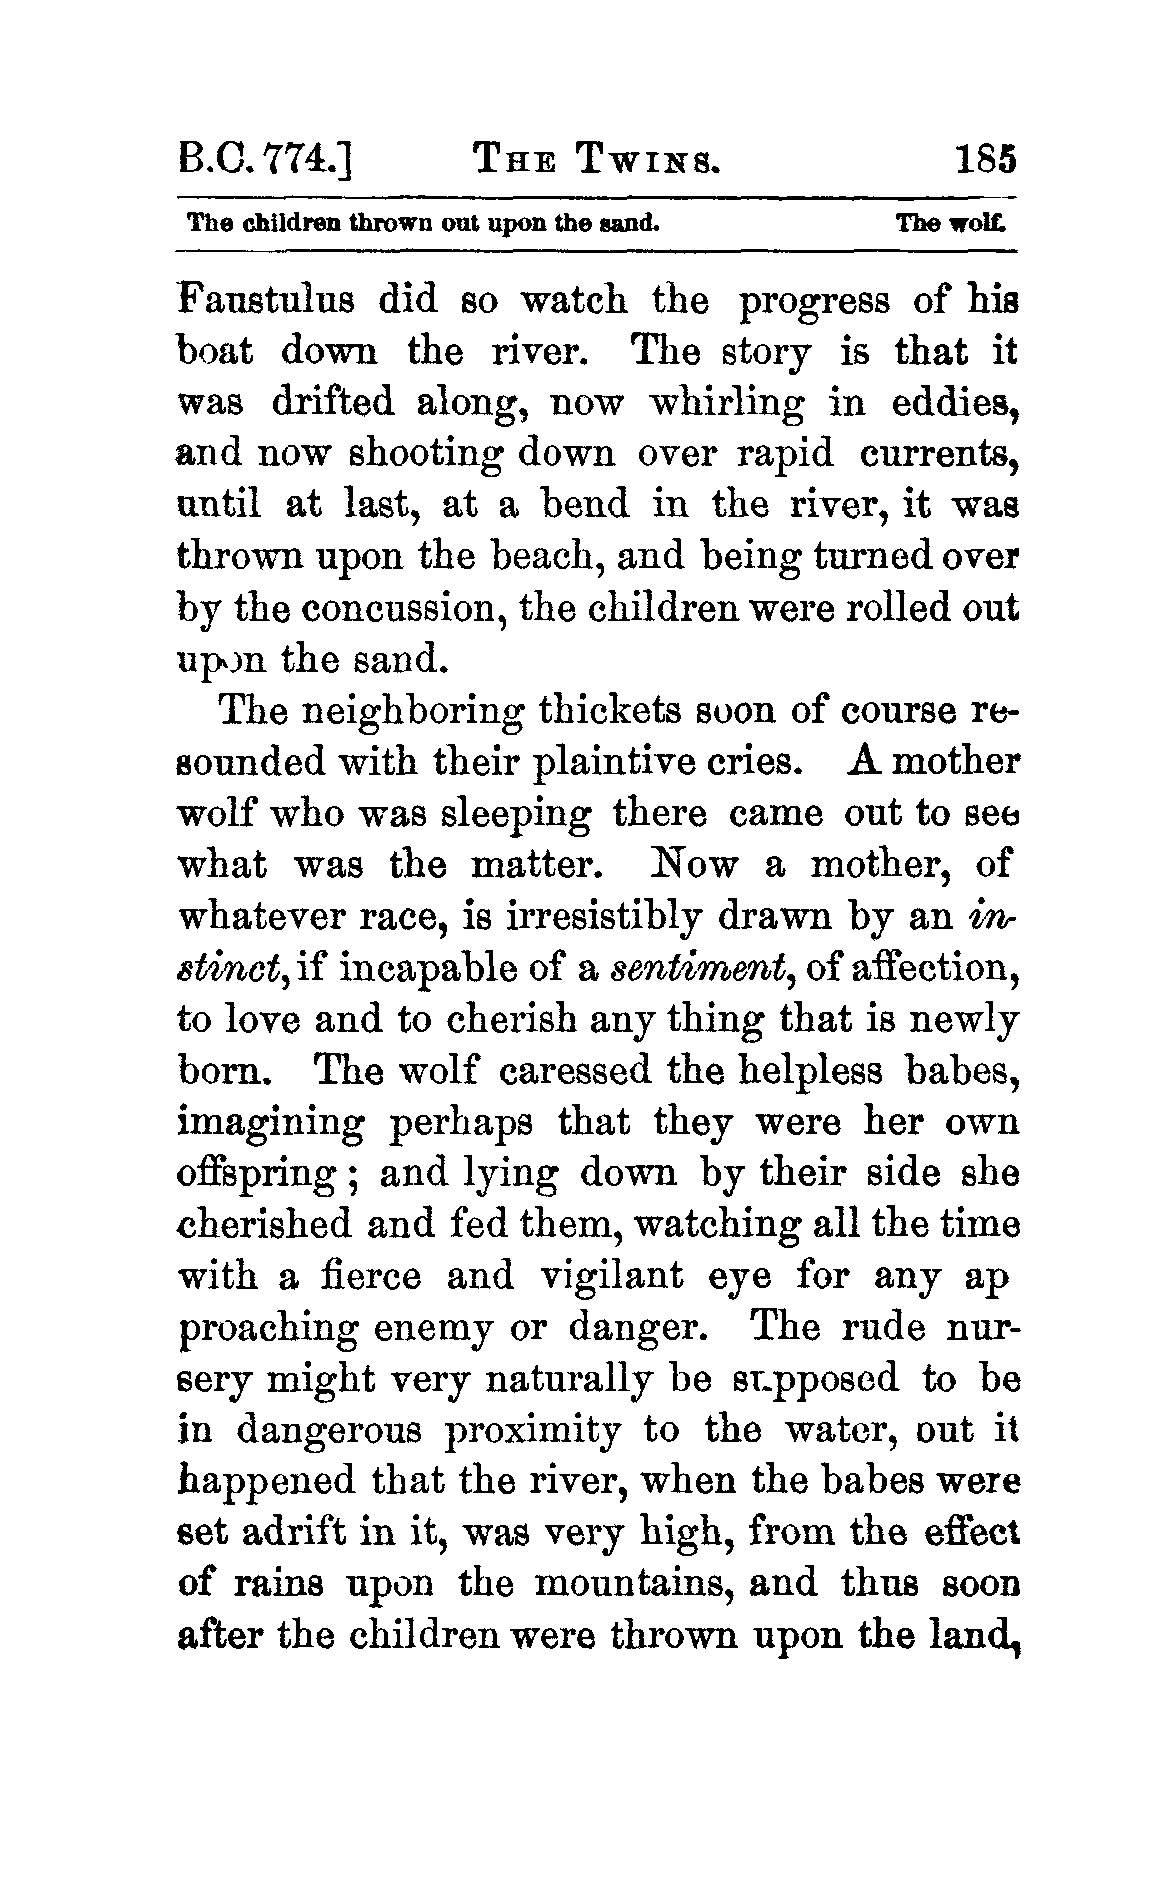 B.C. 774.] THE TWINS. 185
The children thrown out upon the sand. The wolf.
Faustulus did so watch the progress of his
boat down the river. The story is that it
was drifted along, now whirling in eddies,
and now shooting down over rapid currents,
until at last, at a bend in the river, it was
thrown upon the beach, and being turned over
by the concussion, the children were rolled out
upon the sand.
The neighboring thickets soon of course re-
sounded with their plaintive cries. A mother
wolf who was sleeping there came out to see
what was the matter. Now a mother, of
whatever race, is irresistibly drawn by an in-
stinct, if incapable of a sentiment, of affection,
to love and to cherish any thing that is newly
born. The wolf caressed the helpless babes,
imagining perhaps that they were her own
offspring; and lying down by their side she
cherished and fed them, watching all the time
with a fierce and vigilant eye for any ap
proaching enemy or danger. The rude nur-
sery might very naturally be supposed to be
in dangerous proximity to the water, out it
happened that the river, when the babes were
set adrift in it, was very high, from the effect
of rains upon the mountains, and thus soon
after the children were thrown upon the land,